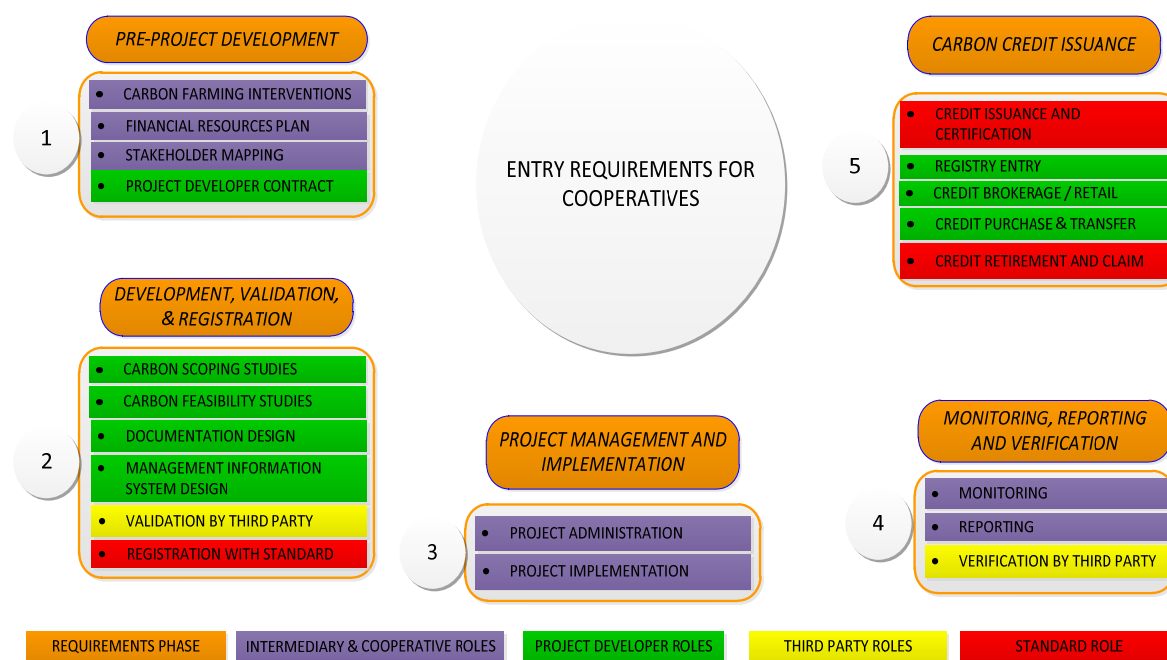 PRE-PROJECT DEVELOPMENT
1
• CARBON FARMING INTERVENTIONS
• FINANCIAL RESOURCES PLAN
• STAKEHOLDER MAPPING
• PROJECT DEVELOPER CONTRACT
ENTRY REQUIREMENTS FOR
COOPERATIVES
CARBON CREDIT ISSUANCE
5
• CREDIT ISSUANCE AND
CERTIFICATION
• REGISTRY ENTRY
• CREDIT BROKERAGE / RETAIL
• CREDIT PURCHASE & TRANSFER
• CREDIT RETIREMENT AND CLAIM
DEVELOPMENT, VALIDATION,
& REGISTRATION
2
• CARBON SCOPING STUDIES
• CARBON FEASIBILITY STUDIES
• DOCUMENTATION DESIGN
• MANAGEMENT INFORMATION
SYSTEM DESIGN
• VALIDATION BY THIRD PARTY
• REGISTRATION WITH STANDARD
PROJECT MANAGEMENT AND
IMPLEMENTATION
3
• PROJECT ADMINISTRATION
• PROJECT IMPLEMENTATION
MONITORING, REPORTING
AND VERIFICATION
4
• MONITORING
• REPORTING
• VERIFICATION BY THIRD PARTY
REQUIREMENTS PHASE
INTERMEDIARY & COOPERATIVE ROLES
PROJECT DEVELOPER ROLES
THIRD PARTY ROLES
STANDARD ROLE